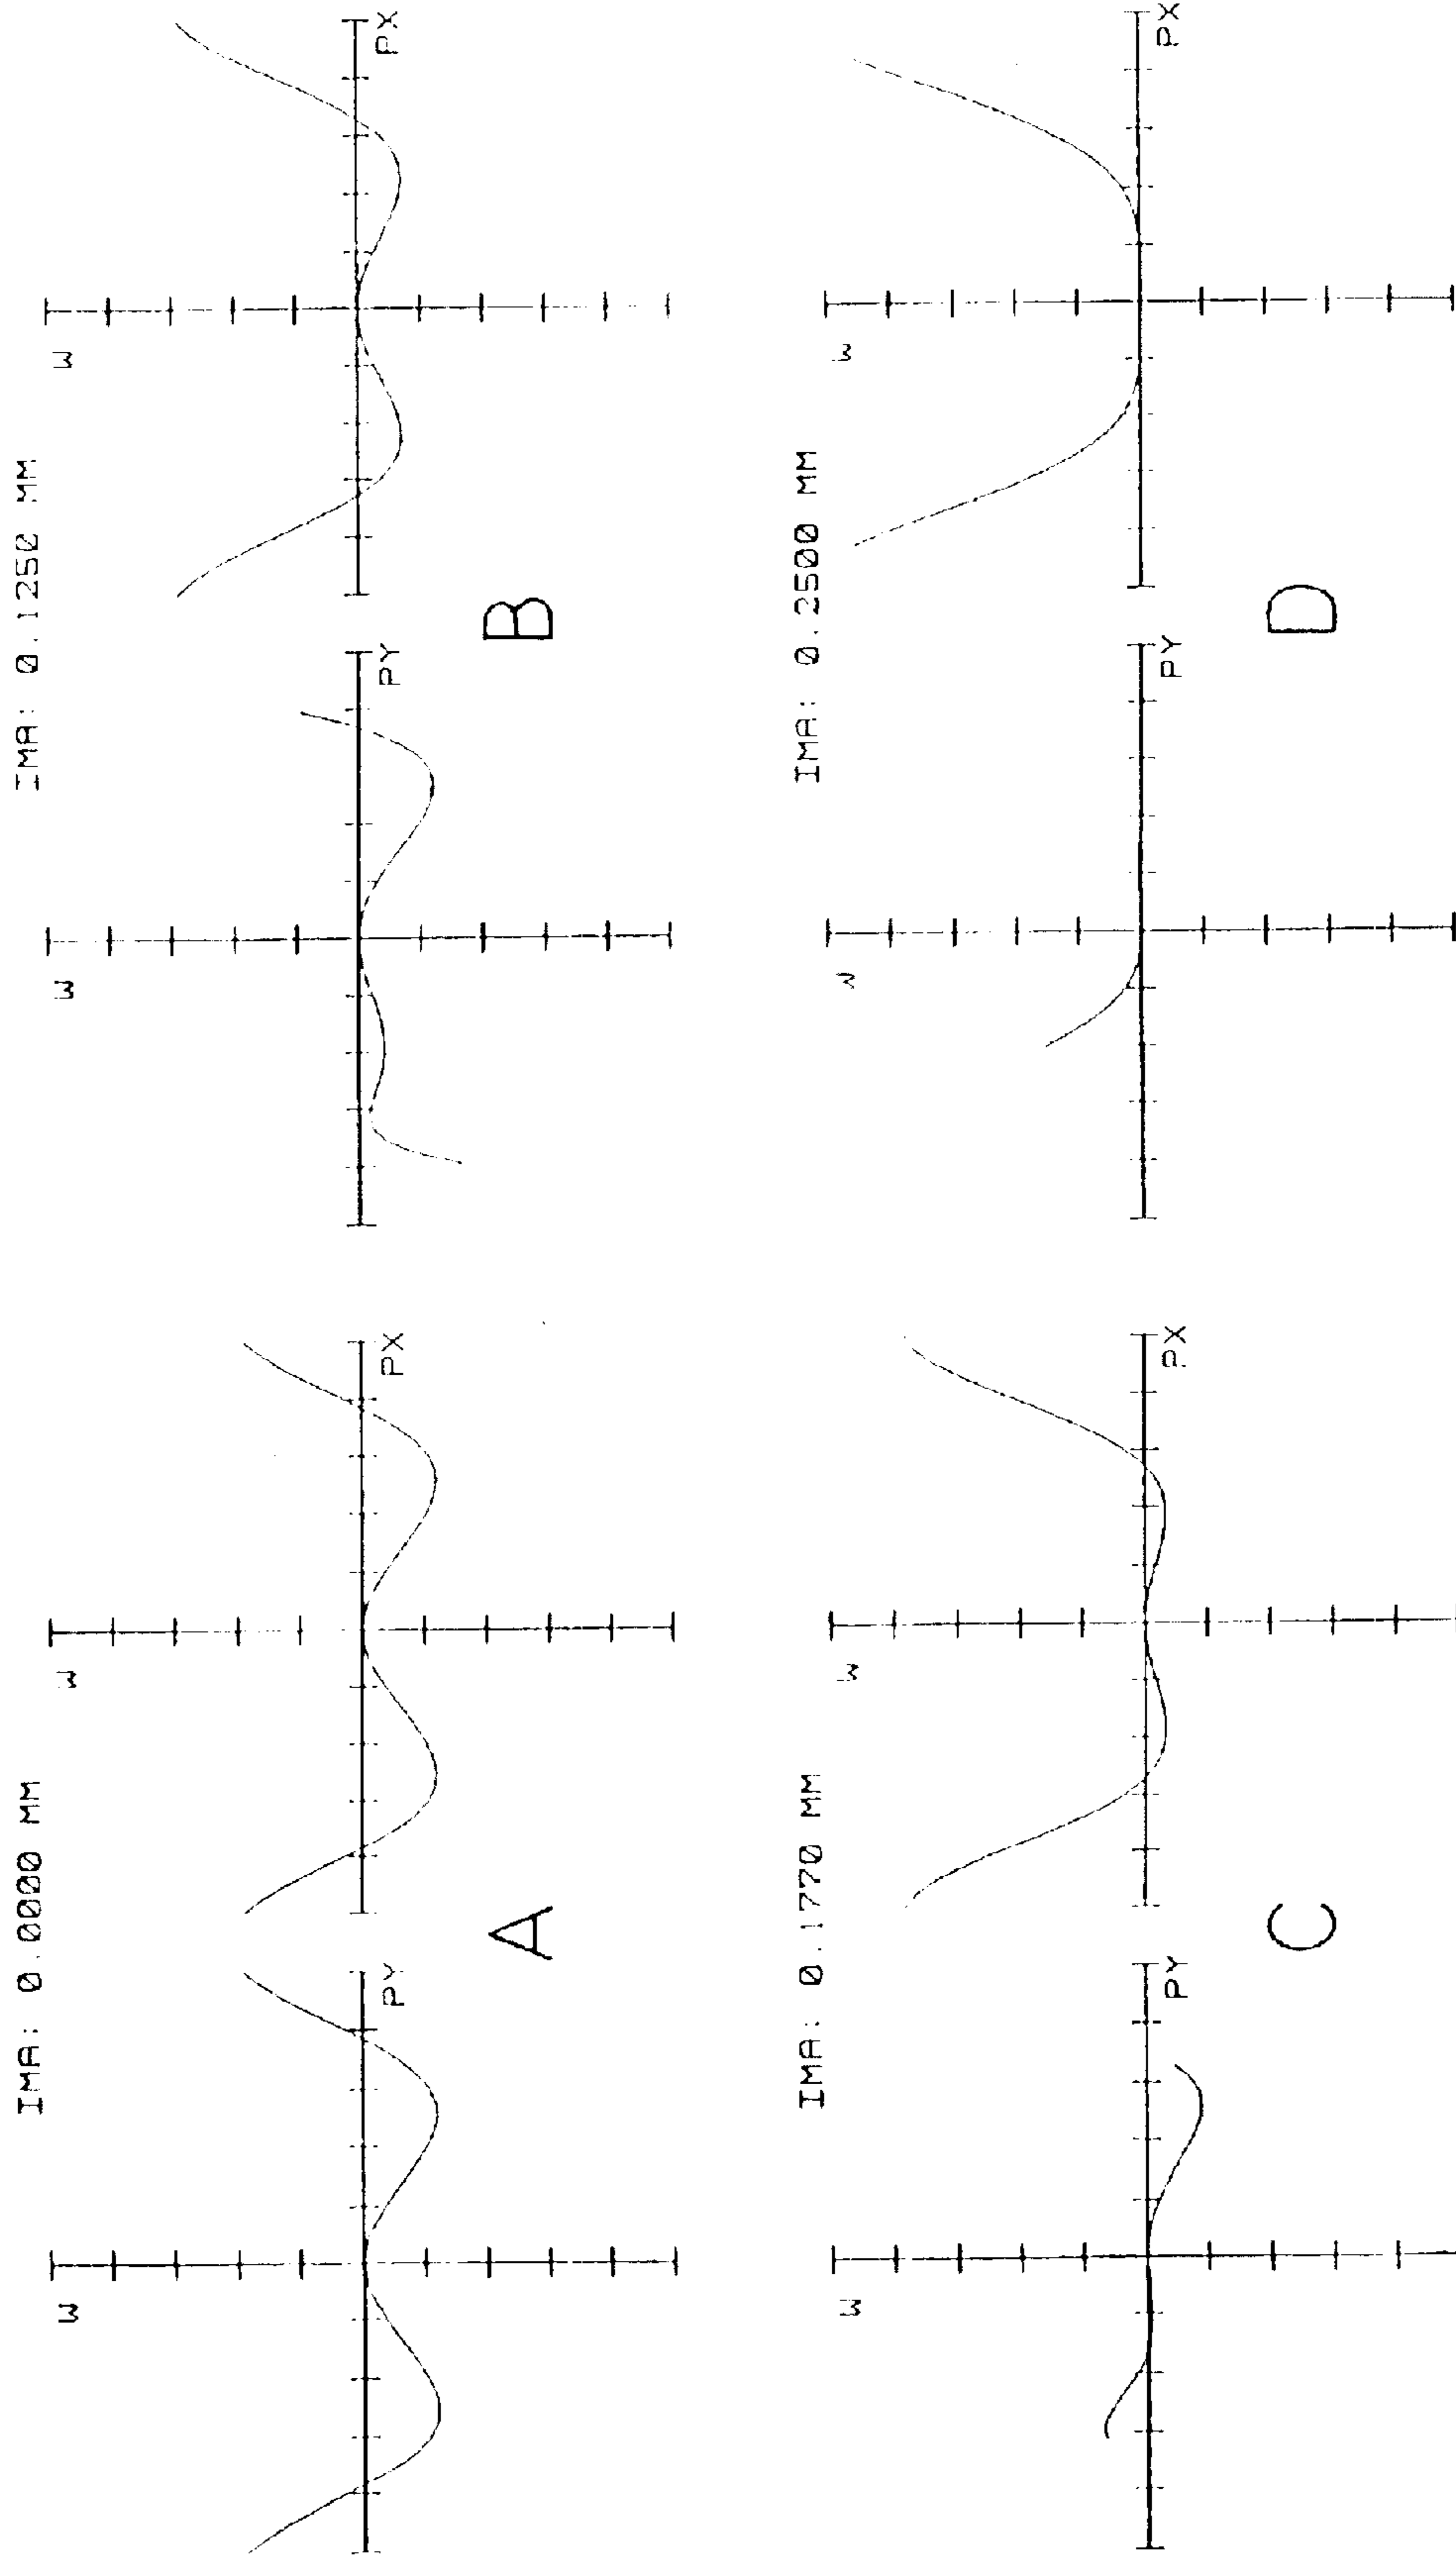 IMA: 0.0000 MM
W
W
PY
PX
A
IMA: 0.1250 MM
W
W
PY
PX
B
IMA: 0.1770 MM
W
W
PY
PX
C
IMA: 0.2500 MM
W
W
PY
PX
D